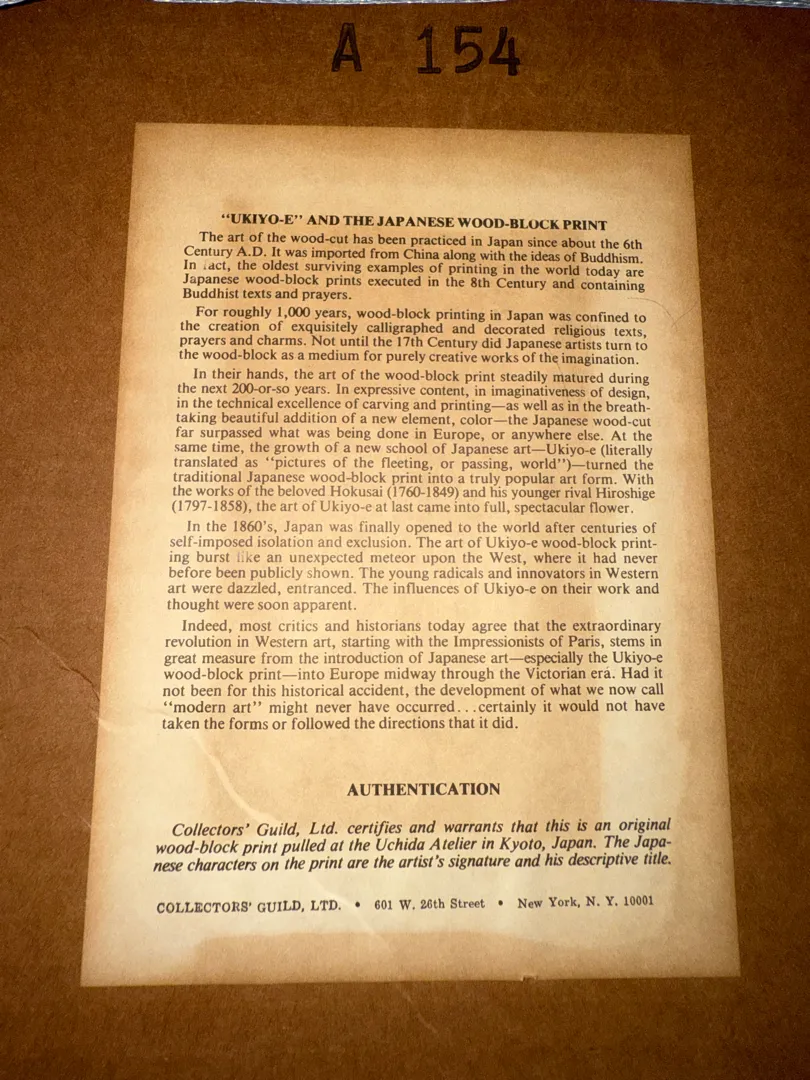 A 154
“UKIYO-E” AND THE JAPANESE WOOD-BLOCK PRINT
The art of the wood-cut has been practiced in Japan since about the 6th
Century A.D. It was imported from China along with the ideas of Buddhism.
In fact, the oldest surviving examples of printing in the world today are
Japanese wood-block prints executed in the 8th Century and containing
Buddhist texts and prayers.
For roughly 1,000 years, wood-block printing in Japan was confined to
the creation of exquisitely calligraphed and decorated religious texts,
prayers and charms. Not until the 17th Century did Japanese artists turn to
the wood-block as a medium for purely creative works of the imagination.
In their hands, the art of the wood-block print steadily matured during
the next 200-or-so years. In expressive content, in imaginativeness of design,
in the technical excellence of carving and printing—as well as in the breath-
taking beautiful addition of a new element, color—the Japanese wood-cut
far surpassed what was being done in Europe, or anywhere else. At the
same time, the growth of a new school of Japanese art—Ukiyo-e (literally
translated as “pictures of the fleeting, or passing, world”)—turned the
traditional Japanese wood-block print into a truly popular art form. With
the works of the beloved Hokusai (1760-1849) and his younger rival Hiroshige
(1797-1858), the art of Ukiyo-e at last came into full, spectacular flower.
In the 1860’s, Japan was finally opened to the world after centuries of
self-imposed isolation and exclusion. The art of Ukiyo-e wood-block print-
ing burst like an unexpected meteor upon the West, where it had never
before been publicly shown. The young radicals and innovators in Western
art were dazzled, entranced. The influences of Ukiyo-e on their work and
thought were soon apparent.
Indeed, most critics and historians today agree that the extraordinary
revolution in Western art, starting with the Impressionists of Paris, stems in
great measure from the introduction of Japanese art—especially the Ukiyo-e
wood-block print—into Europe midway through the Victorian era. Had it
not been for this historical accident, the development of what we now call
“modern art” might never have occurred...certainly it would not have
taken the forms or followed the directions that it did.
AUTHENTICATION
Collectors’ Guild, Ltd. certifies and warrants that this is an original
wood-block print pulled at the Uchida Atelier in Kyoto, Japan. The Japa-
nese characters on the print are the artist’s signature and his descriptive title.
COLLECTORS’ GUILD, LTD. • 601 W. 26th Street • New York, N. Y. 10001